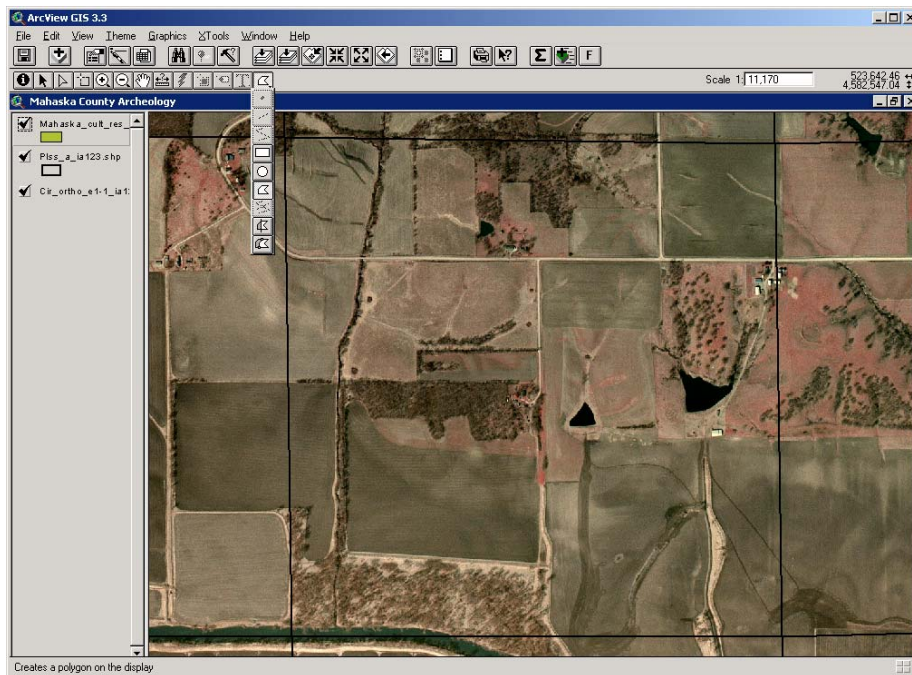 ArcView GIS 3.3
File Edit View Theme Graphics XTools Window Help
Σ F
T
Scale 1: 11,170
523,642.46
4,582,547.04
Mahaska County Archeology
Mahaska_cult_res_
Plss_a_ia123.shp
Cir_ortho_e1-1_ia1:
Creates a polygon on the display